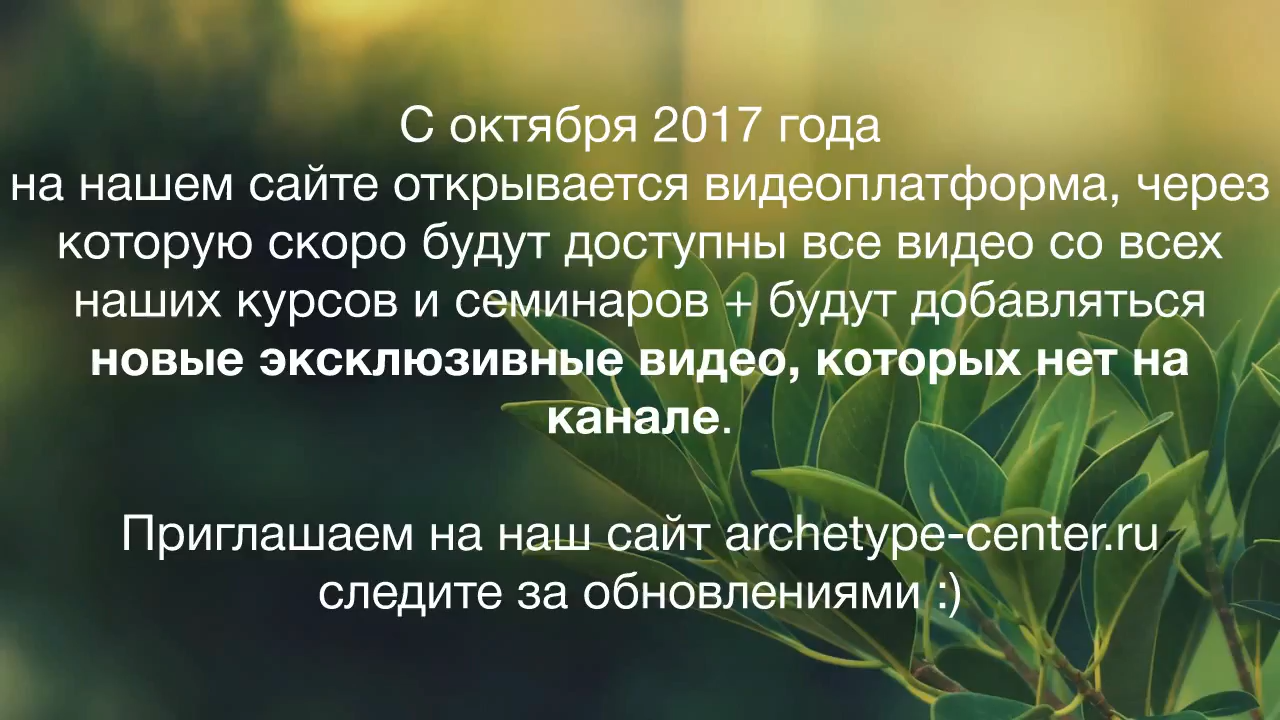 С октября 2017 года
на нашем сайте открывается видеоплатформа, через
которую скоро будут доступны все видео со всех
наших курсов и семинаров + будут добавляться
новые эксклюзивные видео, которых нет на
канале.
Приглашаем на наш сайт archetype-center.ru
следите за обновлениями :)